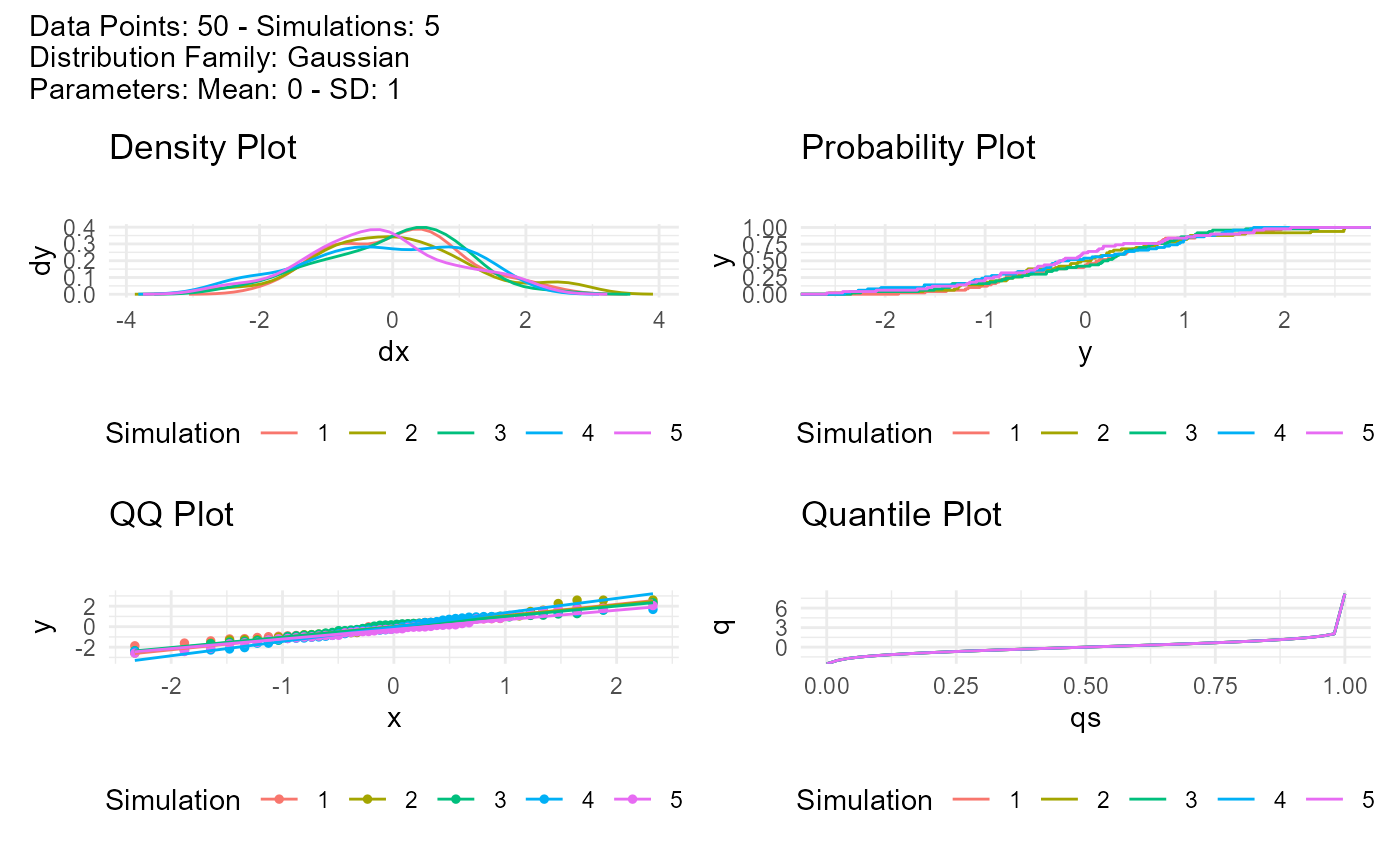 Data Points: 50 - Simulations: 5
Distribution Family: Gaussian
Parameters: Mean: 0 - SD: 1
Density Plot
dy
0.4
0.3
0.2
0.1
0.0
-4 -2 0 2 4
dx
Simulation 1 2 3 4 5
Probability Plot
y
1.00
0.75
0.50
0.25
0.00
-2 -1 0 1 2
y
Simulation 1 2 3 4 5
QQ Plot
y
2
0
-2
-2 -1 0 1 2
x
Simulation 1 2 3 4 5
Quantile Plot
q
6
3
0
0.00 0.25 0.50 0.75 1.00
qs
Simulation 1 2 3 4 5